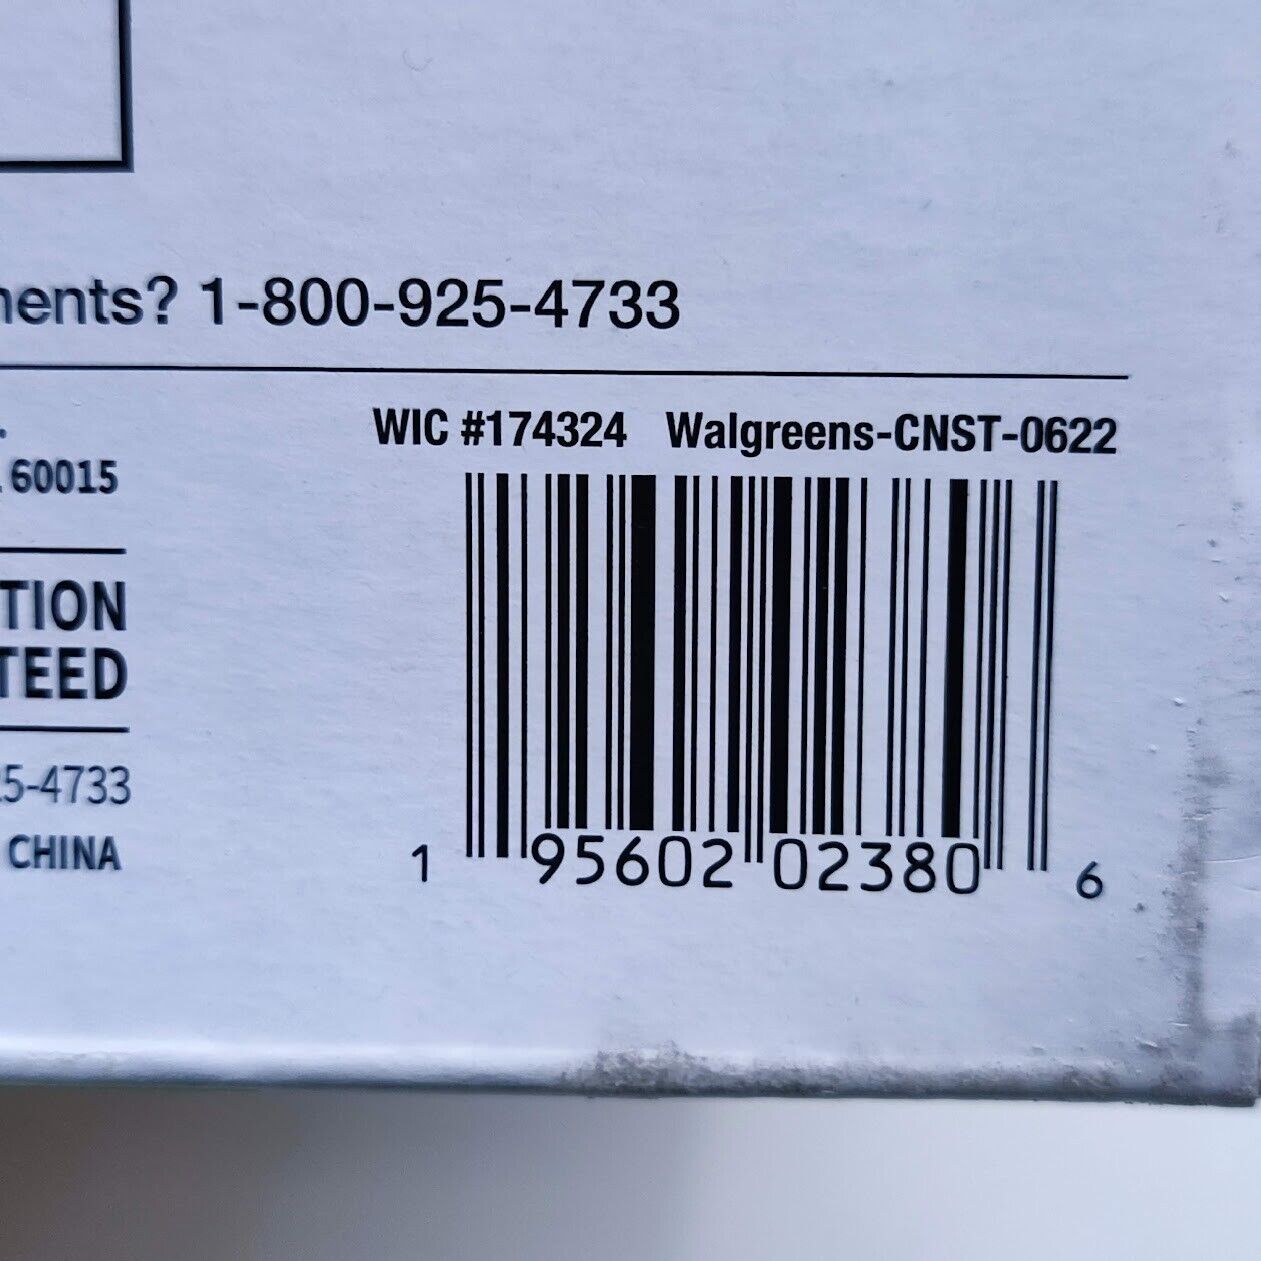 ments? 1-800-925-4733
WIC #174324 Walgreens-CNST-0622
60015
TION
TEED
5-4733
CHINA
1 95602 02380 6